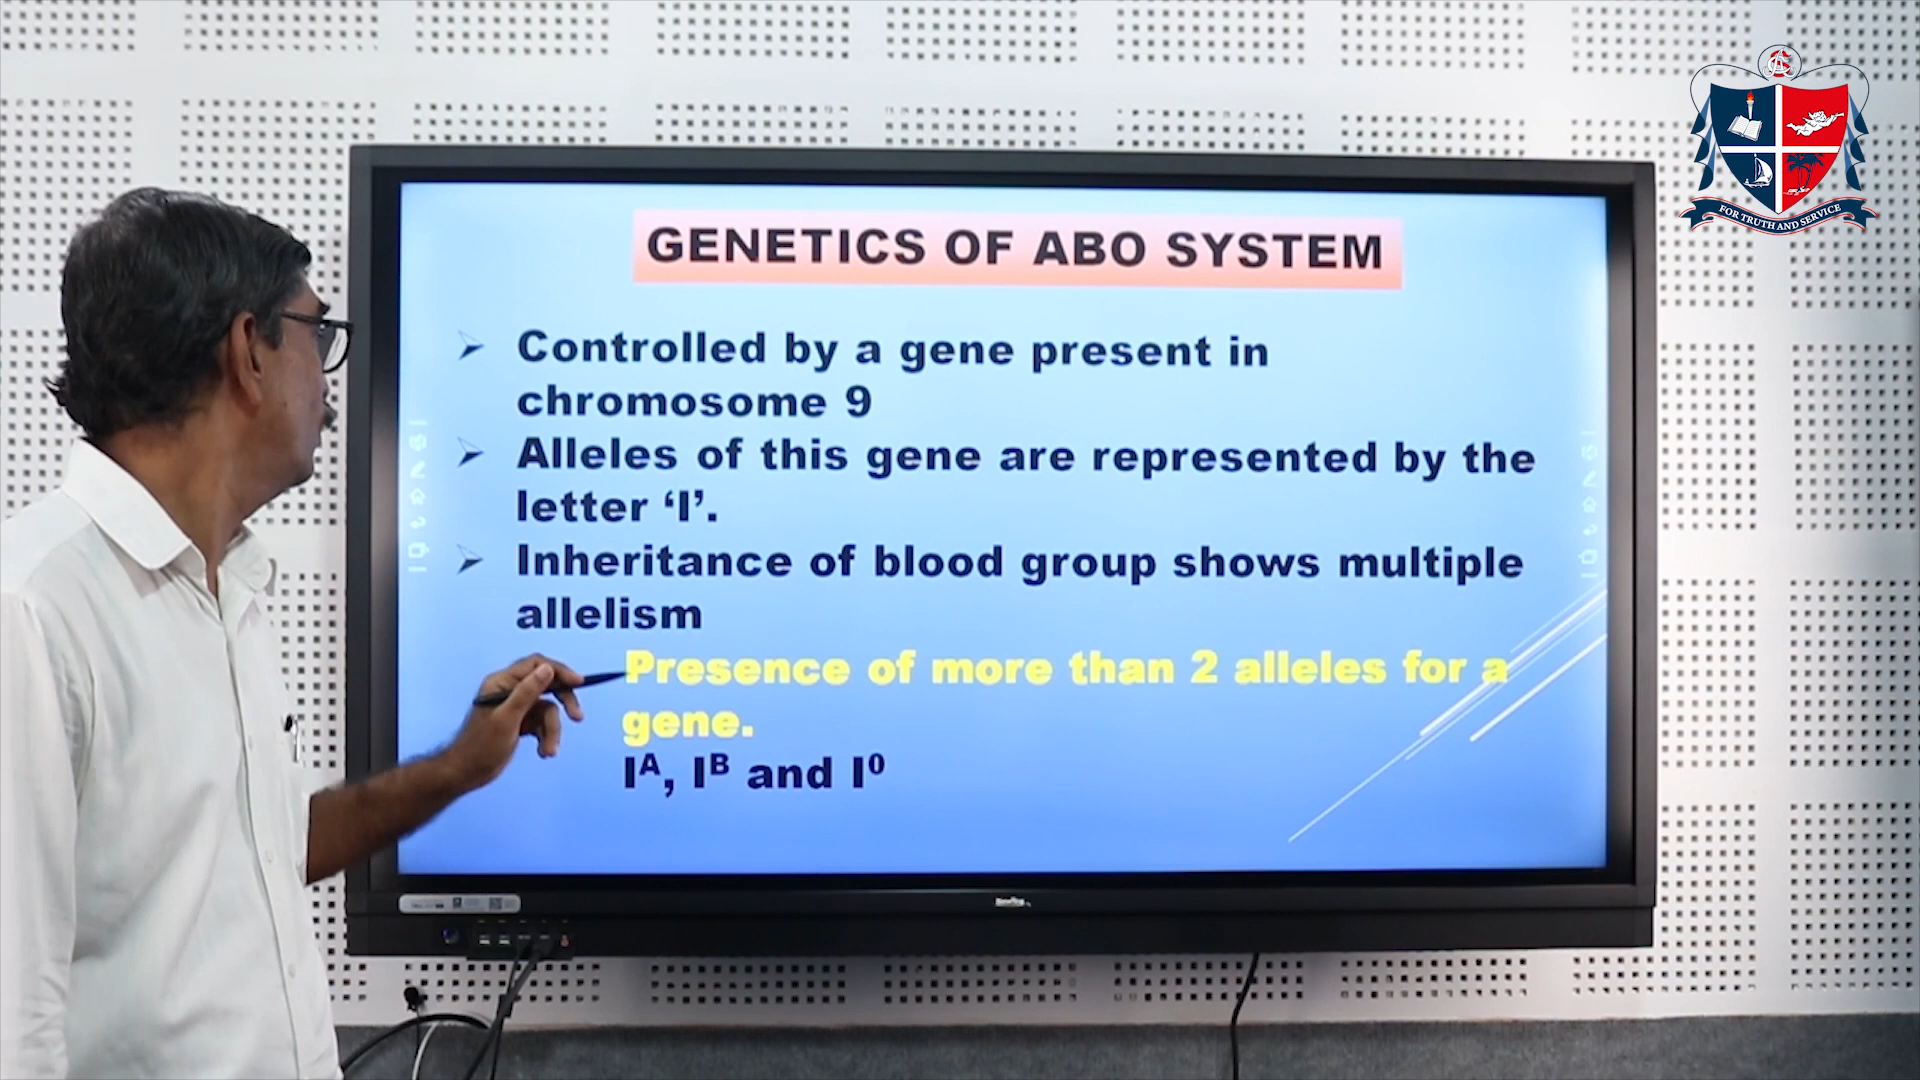 FOR TRUTH AND SERVICE
GENETICS OF ABO SYSTEM
➢ Controlled by a gene present in
chromosome 9
➢ Alleles of this gene are represented by the
letter ‘I’.
➢ Inheritance of blood group shows multiple
allelism
Presence of more than 2 alleles for a
gene.
Iᴬ, Iᴮ and I⁰